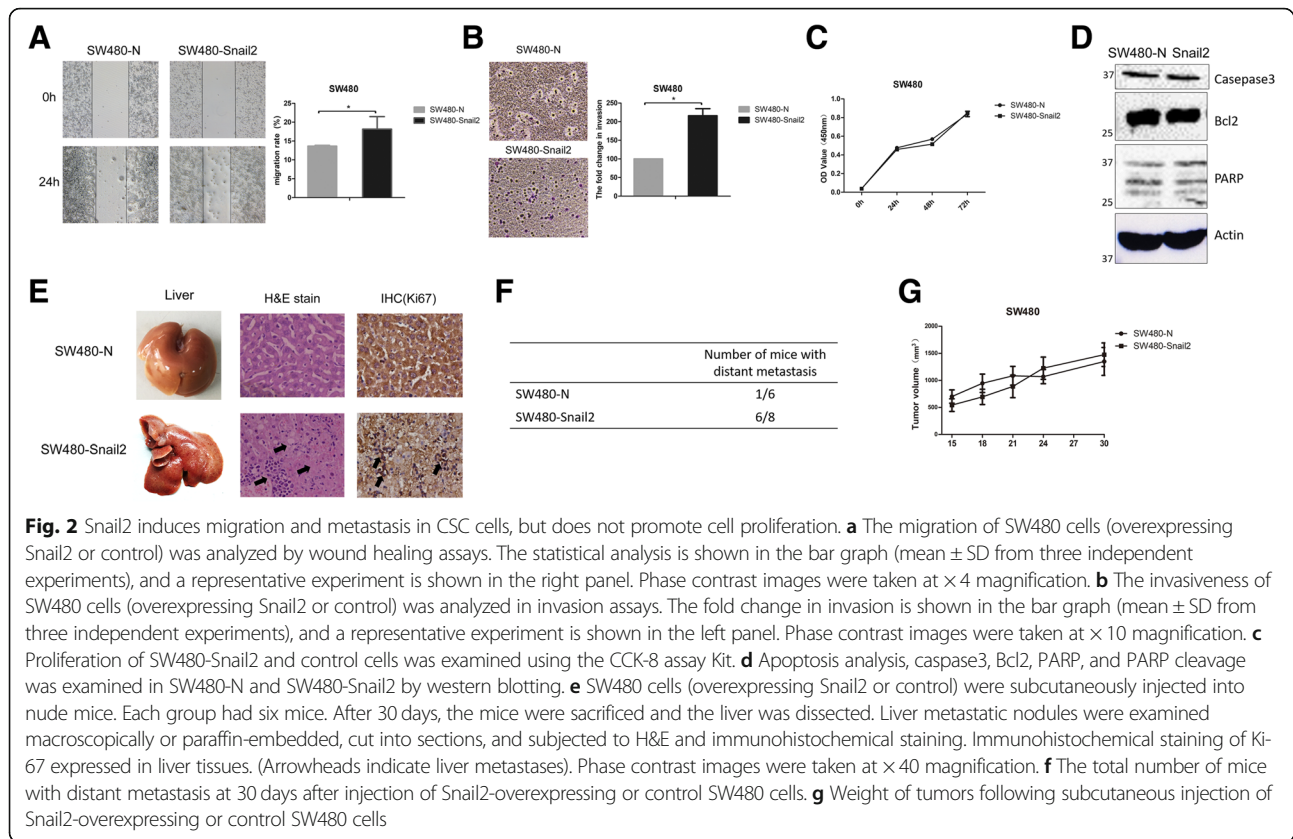 A
SW480-N
SW480-Snail2
0h
24h
SW480
migration rate (%)
25
20
15
10
5
0
*
SW480-N
SW480-Snail2
B
SW480-N
SW480-Snail2
SW480
The fold change in invasion
250
200
150
100
50
0
*
SW480-N
SW480-Snail2
C
SW480
OD Value (450nm)
1.0
0.8
0.6
0.4
0.2
0.0
0h
24h
48h
72h
SW480-N
SW480-Snail2
D
SW480-N Snail2
37
Casepase3
Bcl2
25
37
PARP
25
Actin
37
E
Liver
H&E stain
IHC(Ki67)
SW480-N
SW480-Snail2
F
Number of mice with
distant metastasis
SW480-N 1/6
SW480-Snail2 6/8
G
SW480
Tumor volume (mm³)
2000
1500
1000
500
0
15 18 21 24 27 30
SW480-N
SW480-Snail2
Fig. 2 Snail2 induces migration and metastasis in CSC cells, but does not promote cell proliferation. a The migration of SW480 cells (overexpressing
Snail2 or control) was analyzed by wound healing assays. The statistical analysis is shown in the bar graph (mean ± SD from three independent
experiments), and a representative experiment is shown in the right panel. Phase contrast images were taken at × 4 magnification. b The invasiveness of
SW480 cells (overexpressing Snail2 or control) was analyzed in invasion assays. The fold change in invasion is shown in the bar graph (mean ± SD from
three independent experiments), and a representative experiment is shown in the left panel. Phase contrast images were taken at × 10 magnification. c
Proliferation of SW480-Snail2 and control cells was examined using the CCK-8 assay Kit. d Apoptosis analysis, caspase3, Bcl2, PARP, and PARP cleavage
was examined in SW480-N and SW480-Snail2 by western blotting. e SW480 cells (overexpressing Snail2 or control) were subcutaneously injected into
nude mice. Each group had six mice. After 30 days, the mice were sacrificed and the liver was dissected. Liver metastatic nodules were examined
macroscopically or paraffin-embedded, cut into sections, and subjected to H&E and immunohistochemical staining. Immunohistochemical staining of Ki-
67 expressed in liver tissues. (Arrowheads indicate liver metastases). Phase contrast images were taken at × 40 magnification. f The total number of mice
with distant metastasis at 30 days after injection of Snail2-overexpressing or control SW480 cells. g Weight of tumors following subcutaneous injection of
Snail2-overexpressing or control SW480 cells